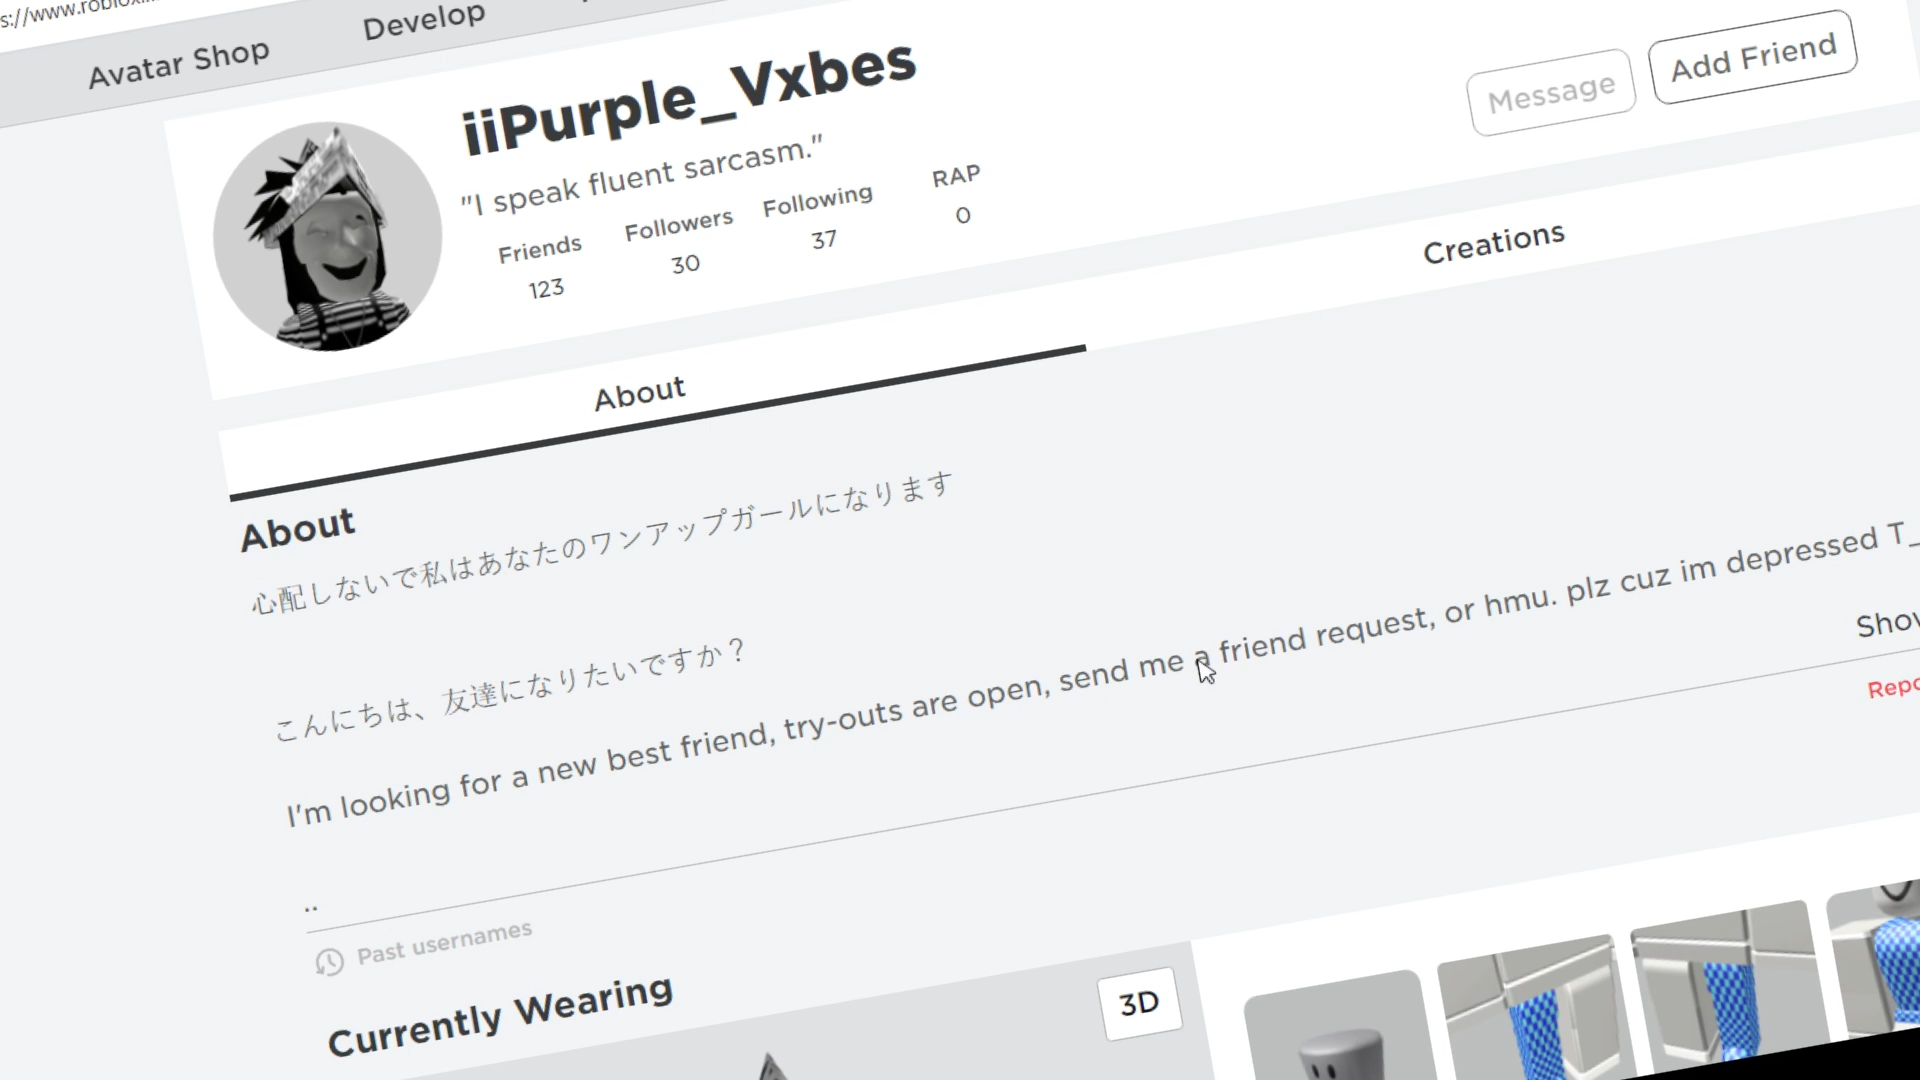 Avatar Shop
Develop
iiPurple_Vxbes
"I speak fluent sarcasm."
Friends
123
Followers
30
Following
37
RAP
0
Message
Add Friend
About
Creations
About
心配しないで私はあなたのワンアップガールになります
こんにちは、友達になりたいですか？
I'm looking for a new best friend, try-outs are open, send me a friend request, or hmu. plz cuz im depressed T_
..
Past usernames
Currently Wearing
3D